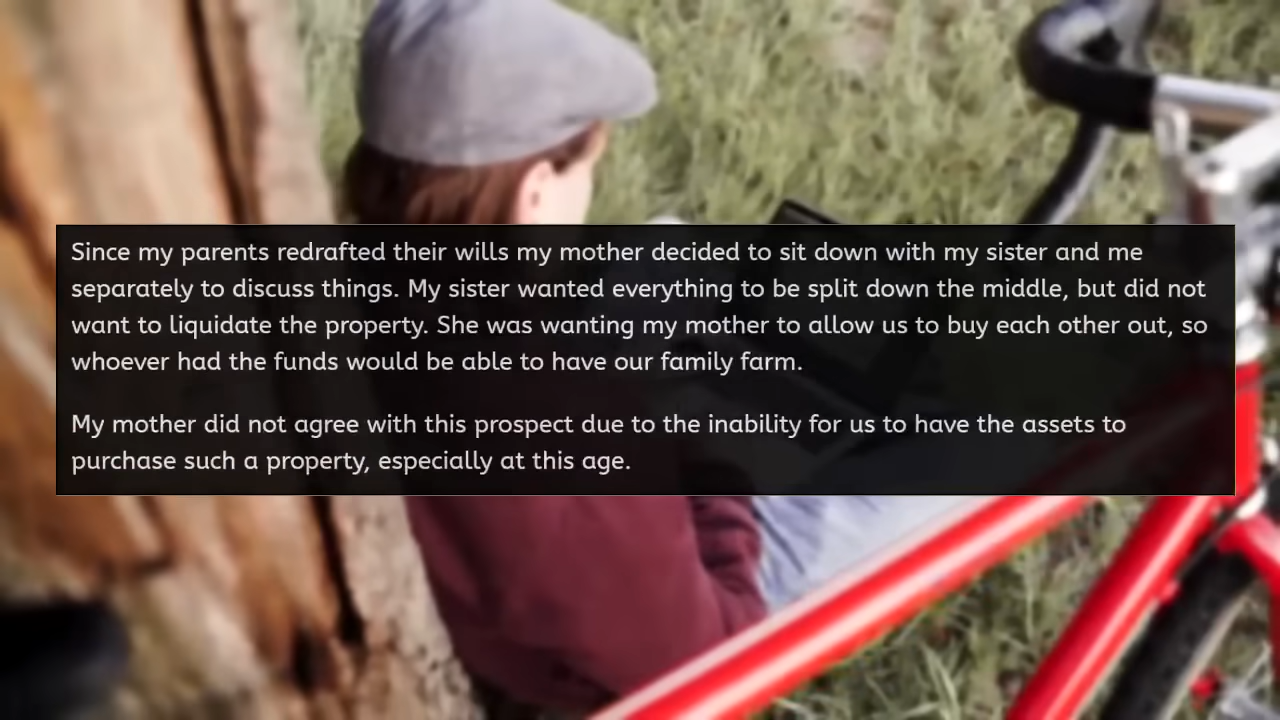 Since my parents redrafted their wills my mother decided to sit down with my sister and me
separately to discuss things. My sister wanted everything to be split down the middle, but did not
want to liquidate the property. She was wanting my mother to allow us to buy each other out, so
whoever had the funds would be able to have our family farm.
My mother did not agree with this prospect due to the inability for us to have the assets to
purchase such a property, especially at this age.